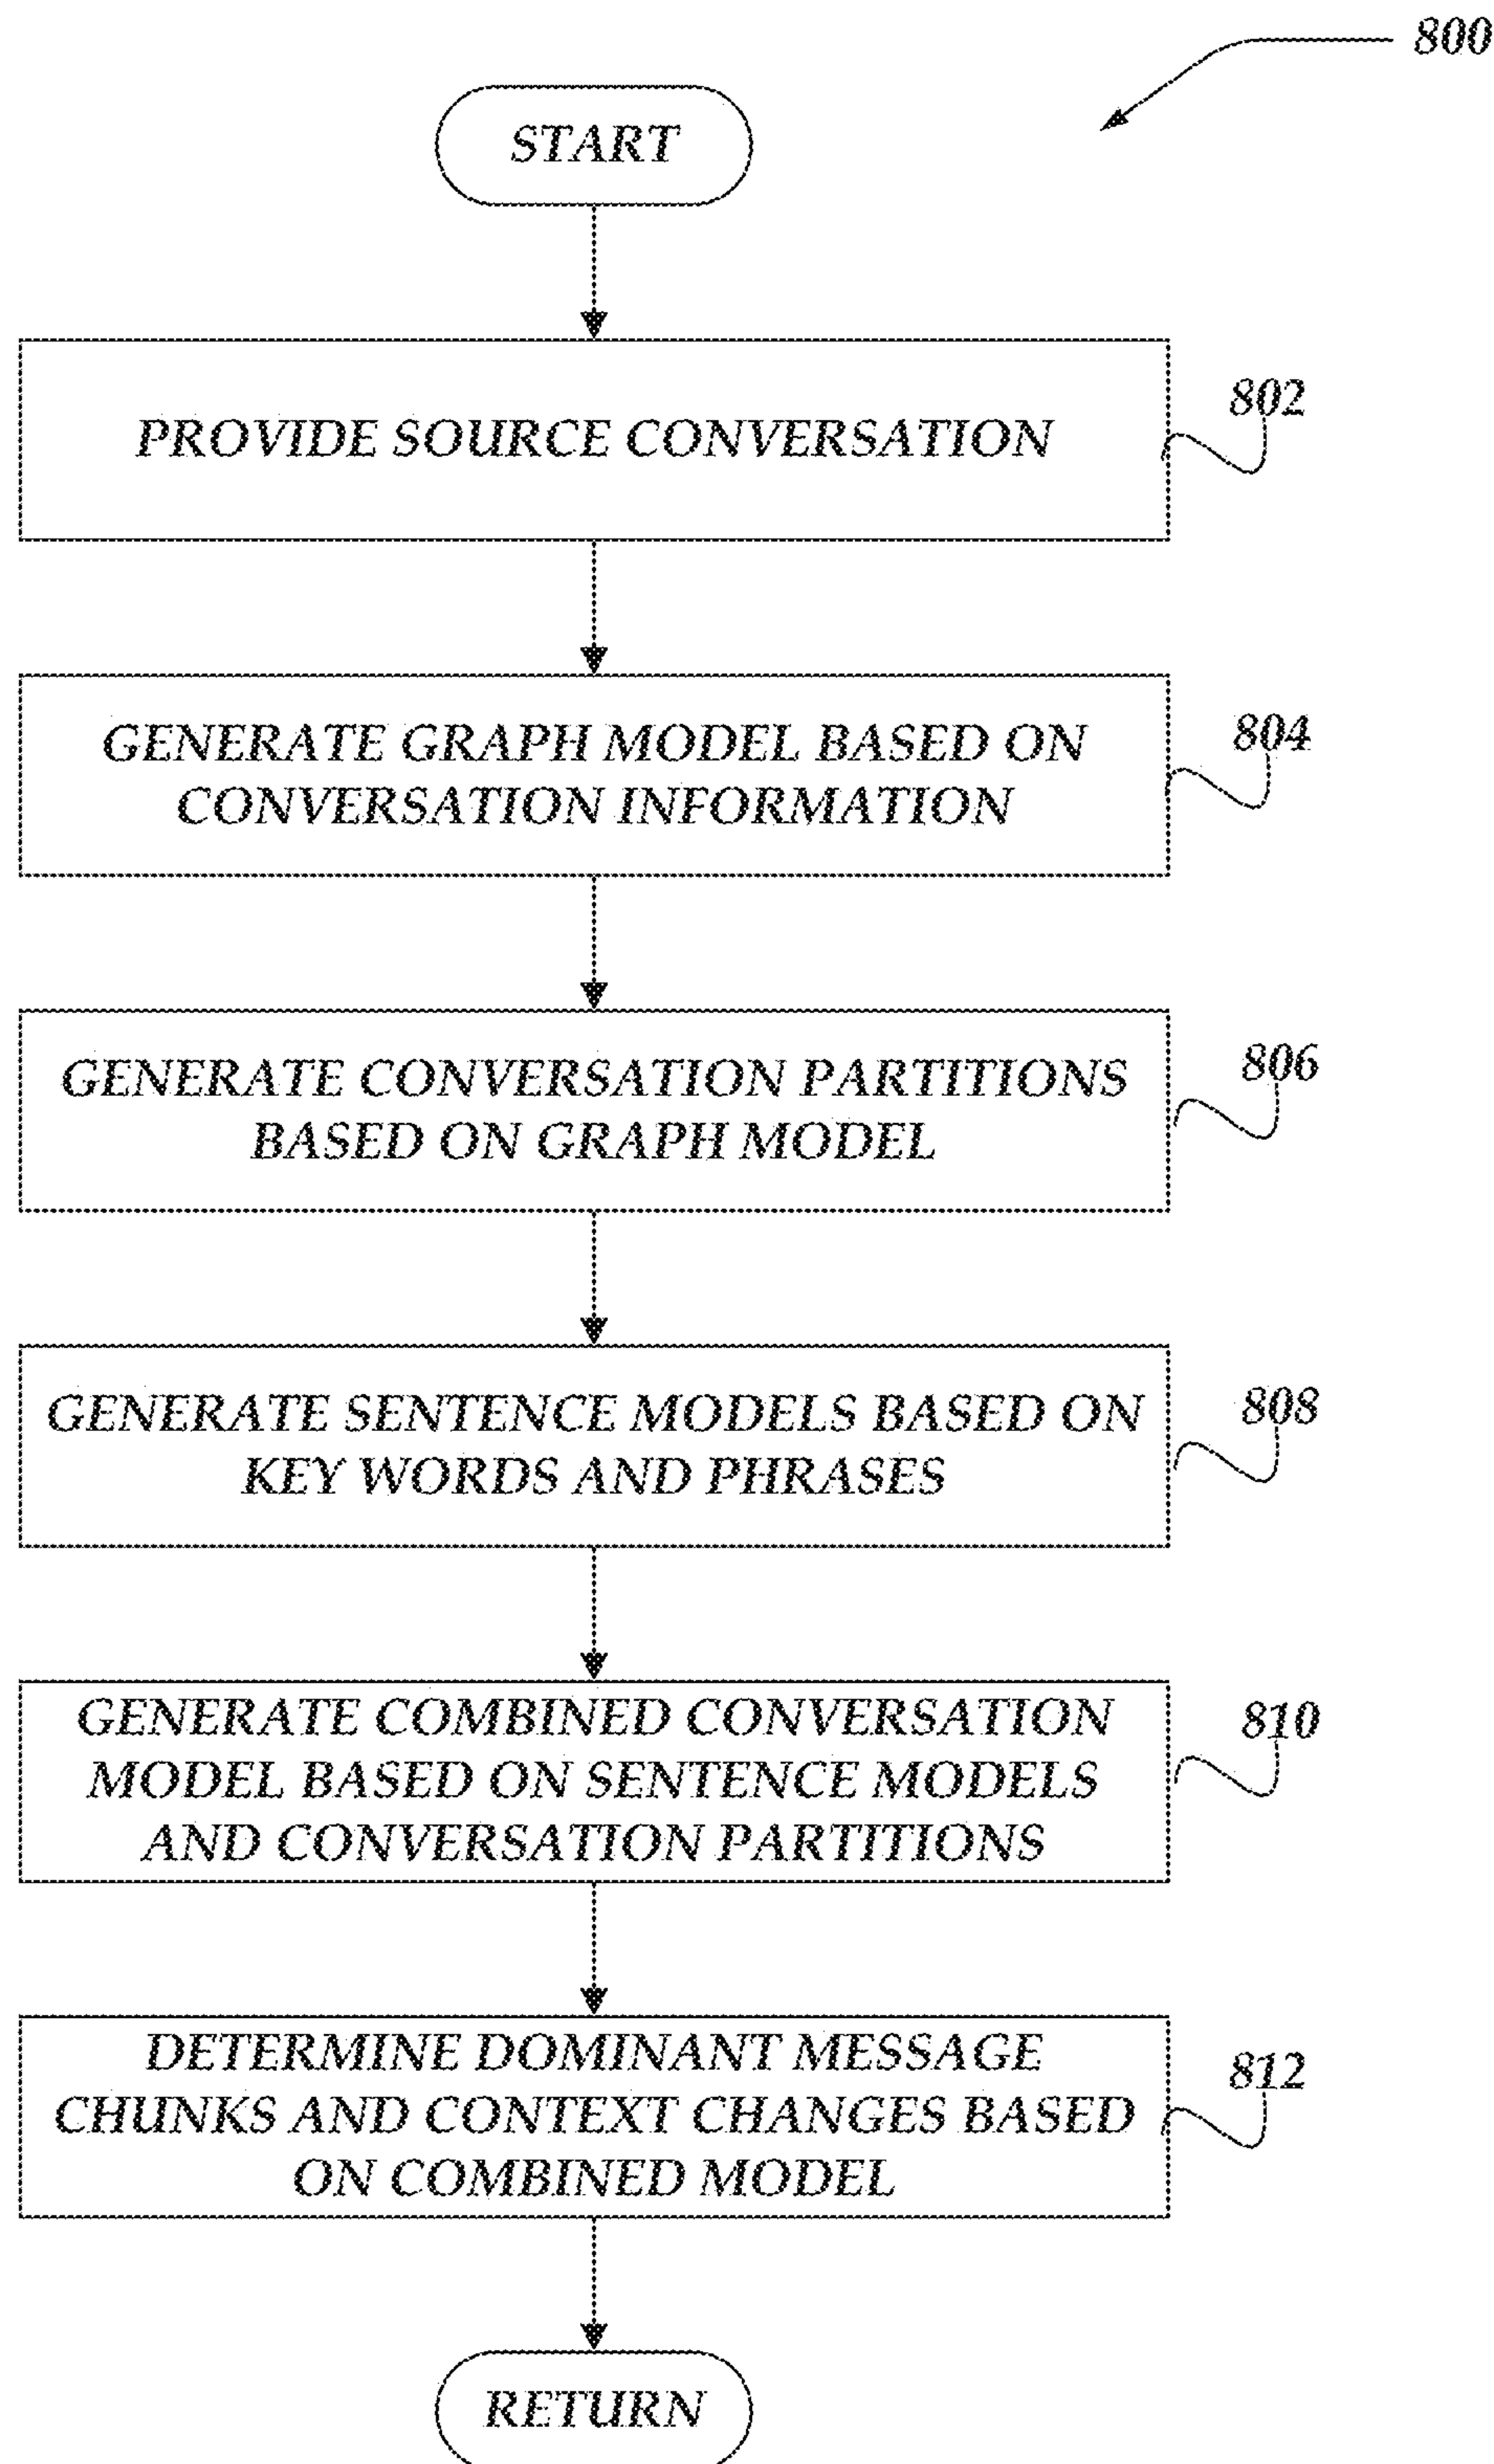 800
START
PROVIDE SOURCE CONVERSATION
802
GENERATE GRAPH MODEL BASED ON
CONVERSATION INFORMATION
804
GENERATE CONVERSATION PARTITIONS
BASED ON GRAPH MODEL
806
GENERATE SENTENCE MODELS BASED ON
KEY WORDS AND PHRASES
808
GENERATE COMBINED CONVERSATION
MODEL BASED ON SENTENCE MODELS
AND CONVERSATION PARTITIONS
810
DETERMINE DOMINANT MESSAGE
CHUNKS AND CONTEXT CHANGES BASED
ON COMBINED MODEL
812
RETURN